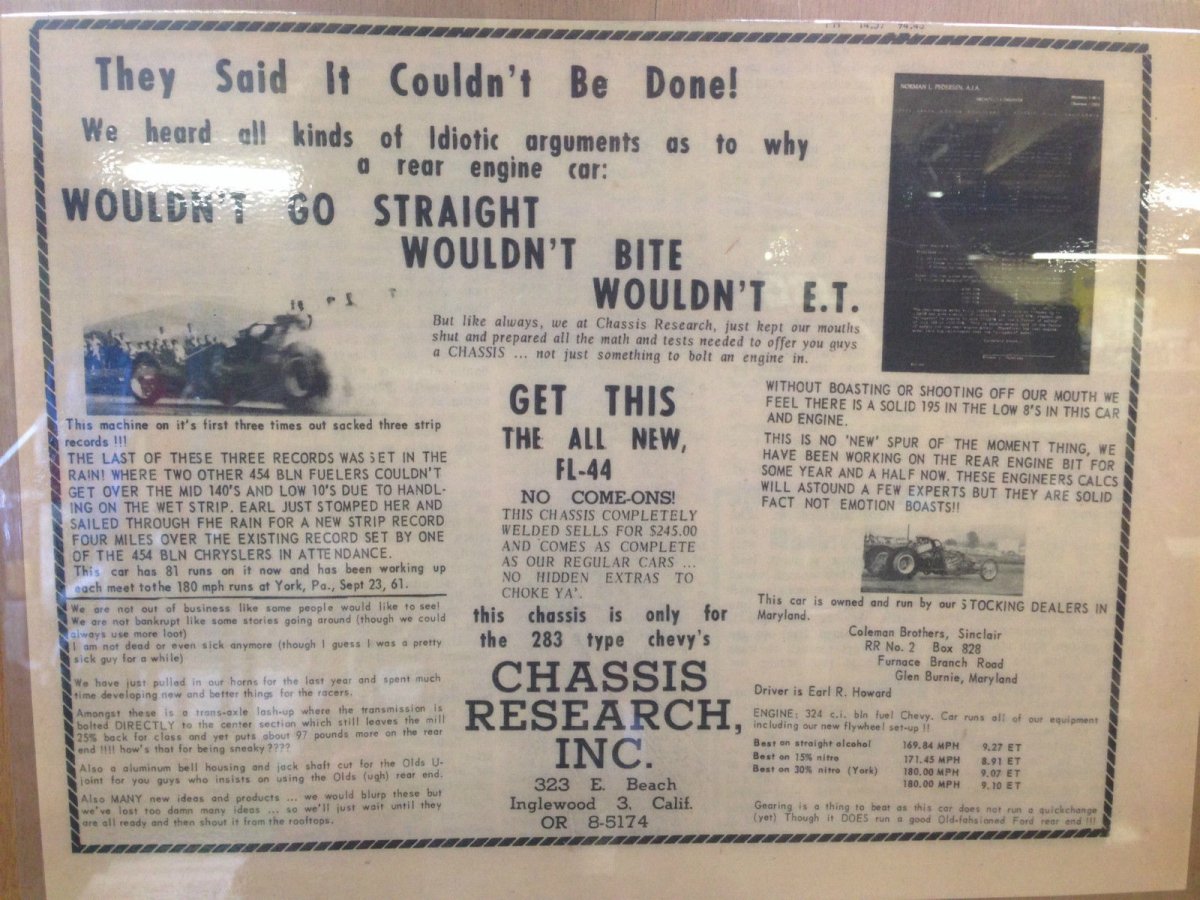 They Said It Couldn't Be Done!
We heard all kinds of Idiotic arguments as to why
a rear engine car:
WOULDN'T GO STRAIGHT
WOULDN'T BITE
WOULDN'T E.T.
But like always, we at Chassis Research, just kept our mouths
shut and prepared all the math and tests needed to offer you guys
a CHASSIS ... not just something to bolt an engine in.
NORMAN L. PEDERSEN, A.I.A.
This machine on it's first three times out sacked three strip
records !!!
THE LAST OF THESE THREE RECORDS WAS SET IN THE
RAIN! WHERE TWO OTHER 454 BLN FUELERS COULDN'T
GET OVER THE MID 140'S AND LOW 10'S DUE TO HANDL-
ING ON THE WET STRIP. EARL JUST STOMPED HER AND
SAILED THROUGH FHE RAIN FOR A NEW STRIP RECORD
FOUR MILES OVER THE EXISTING RECORD SET BY ONE
OF THE 454 BLN CHRYSLERS IN ATTENDANCE.
This car has 81 runs on it now and has been working up
each meet to the 180 mph runs at York, Pa., Sept 23, 61.
We are not out of business like some people would like to see!
We are not bankrupt like some stories going around (though we could
always use more loot)
I am not dead or even sick anymore (though I guess I was a pretty
sick guy for a while)
We have just pulled in our horns for the last year and spent much
time developing new and better things for the racers.
Amongst these is a trans-axle lash-up where the transmission is
bolted DIRECTLY to the center section which still leaves the mill
25% back for class and yet puts about 97 pounds more on the rear
end !!!! how's that for being sneaky ????
Also a aluminum bell housing and jack shaft cut for the Olds U-
joint for you guys who insists on using the Olds (ugh) rear end.
Also MANY new ideas and products ... we would blurp these but
we've lost too damn many ideas ... so we'll just wait until they
are all ready and then shout it from the rooftops.
GET THIS
THE ALL NEW,
FL-44
NO COME-ONS!
THIS CHASSIS COMPLETELY
WELDED SELLS FOR $245.00
AND COMES AS COMPLETE
AS OUR REGULAR CARS ...
NO HIDDEN EXTRAS TO
CHOKE YA'.
this chassis is only for
the 283 type chevy's
CHASSIS
RESEARCH,
INC.
323 E. Beach
Inglewood 3, Calif.
OR 8-5174
WITHOUT BOASTING OR SHOOTING OFF OUR MOUTH WE
FEEL THERE IS A SOLID 195 IN THE LOW 8'S IN THIS CAR
AND ENGINE.
THIS IS NO 'NEW' SPUR OF THE MOMENT THING, WE
HAVE BEEN WORKING ON THE REAR ENGINE BIT FOR
SOME YEAR AND A HALF NOW. THESE ENGINEERS CALCS
WILL ASTOUND A FEW EXPERTS BUT THEY ARE SOLID
FACT NOT EMOTION BOASTS!!
This car is owned and run by our STOCKING DEALERS IN
Maryland.
Coleman Brothers, Sinclair
RR No. 2 Box 828
Furnace Branch Road
Glen Burnie, Maryland
Driver is Earl R. Howard
ENGINE: 324 c.i. bln fuel Chevy. Car runs all of our equipment
including our new flywheel set-up !!
Best on straight alcohol 169.84 MPH 9.27 ET
Best on 15% nitro 171.45 MPH 8.91 ET
Best on 30% nitro (York) 180.00 MPH 9.07 ET
180.00 MPH 9.10 ET
Gearing is a thing to beat as this car does not run a quickchange
(yet) Though it DOES run a good Old-fahsioned Ford rear end !!!